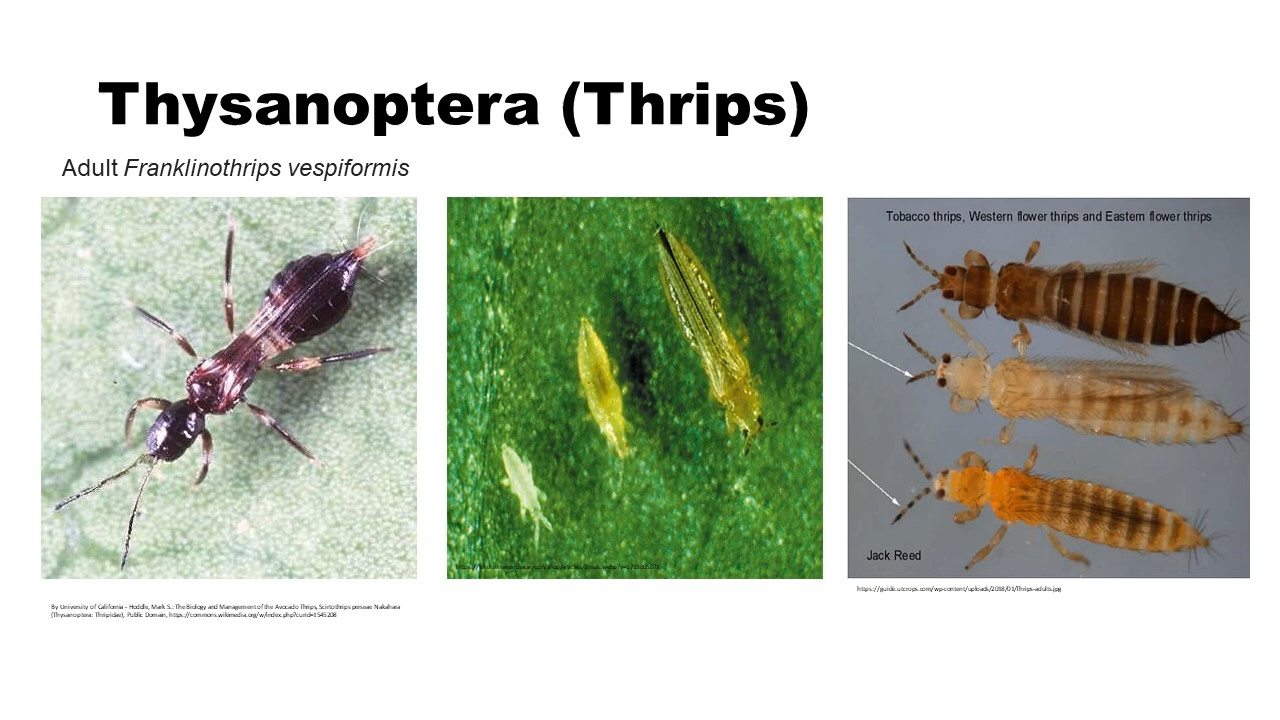 Thysanoptera (Thrips)
Adult Franklinothrips vespiformis
Tobacco thrips, Western flower thrips and Eastern flower thrips
Jack Reed
https://guide.utcrops.com/wp-content/uploads/2018/01/Thrips-adults.jpg
By University of California - Hoddle, Mark S.: The Biology and Management of the Avocado Thrips, Scirtothrips perseae Nakahara
(Thysanoptera: Thripidae), Public Domain, https://commons.wikimedia.org/w/index.php?curid=1545208